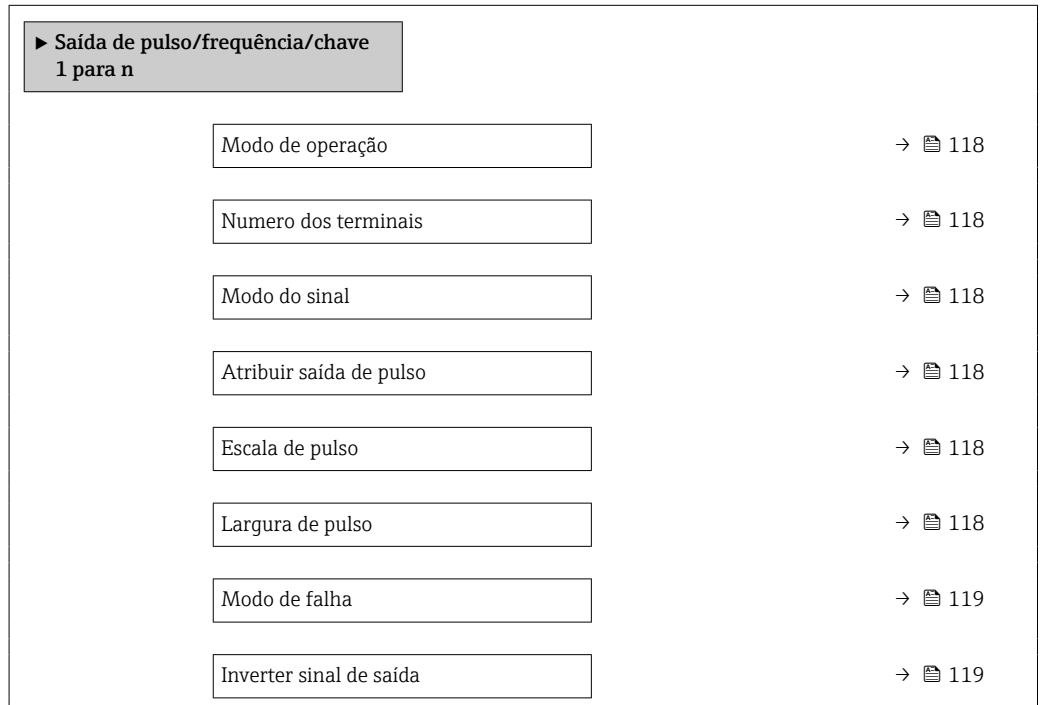 ▶ Saída de pulso/frequência/chave
1 para n
Modo de operação → 118
Numero dos terminais → 118
Modo do sinal → 118
Atribuir saída de pulso → 118
Escala de pulso → 118
Largura de pulso → 118
Modo de falha → 119
Inverter sinal de saída → 119